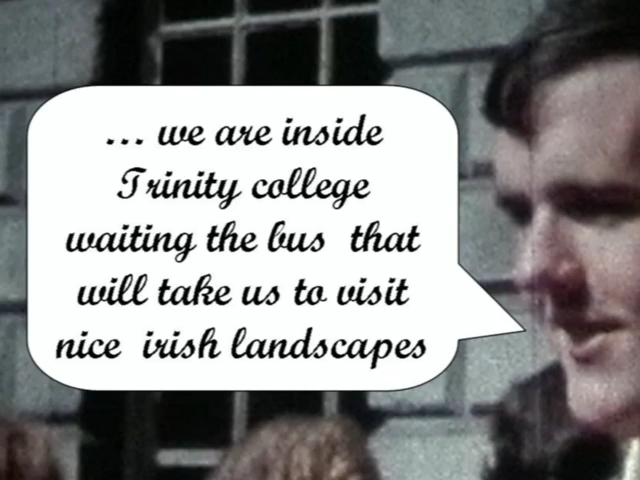 ... we are inside
Trinity college
waiting the bus that
will take us to visit
nice irish landscapes